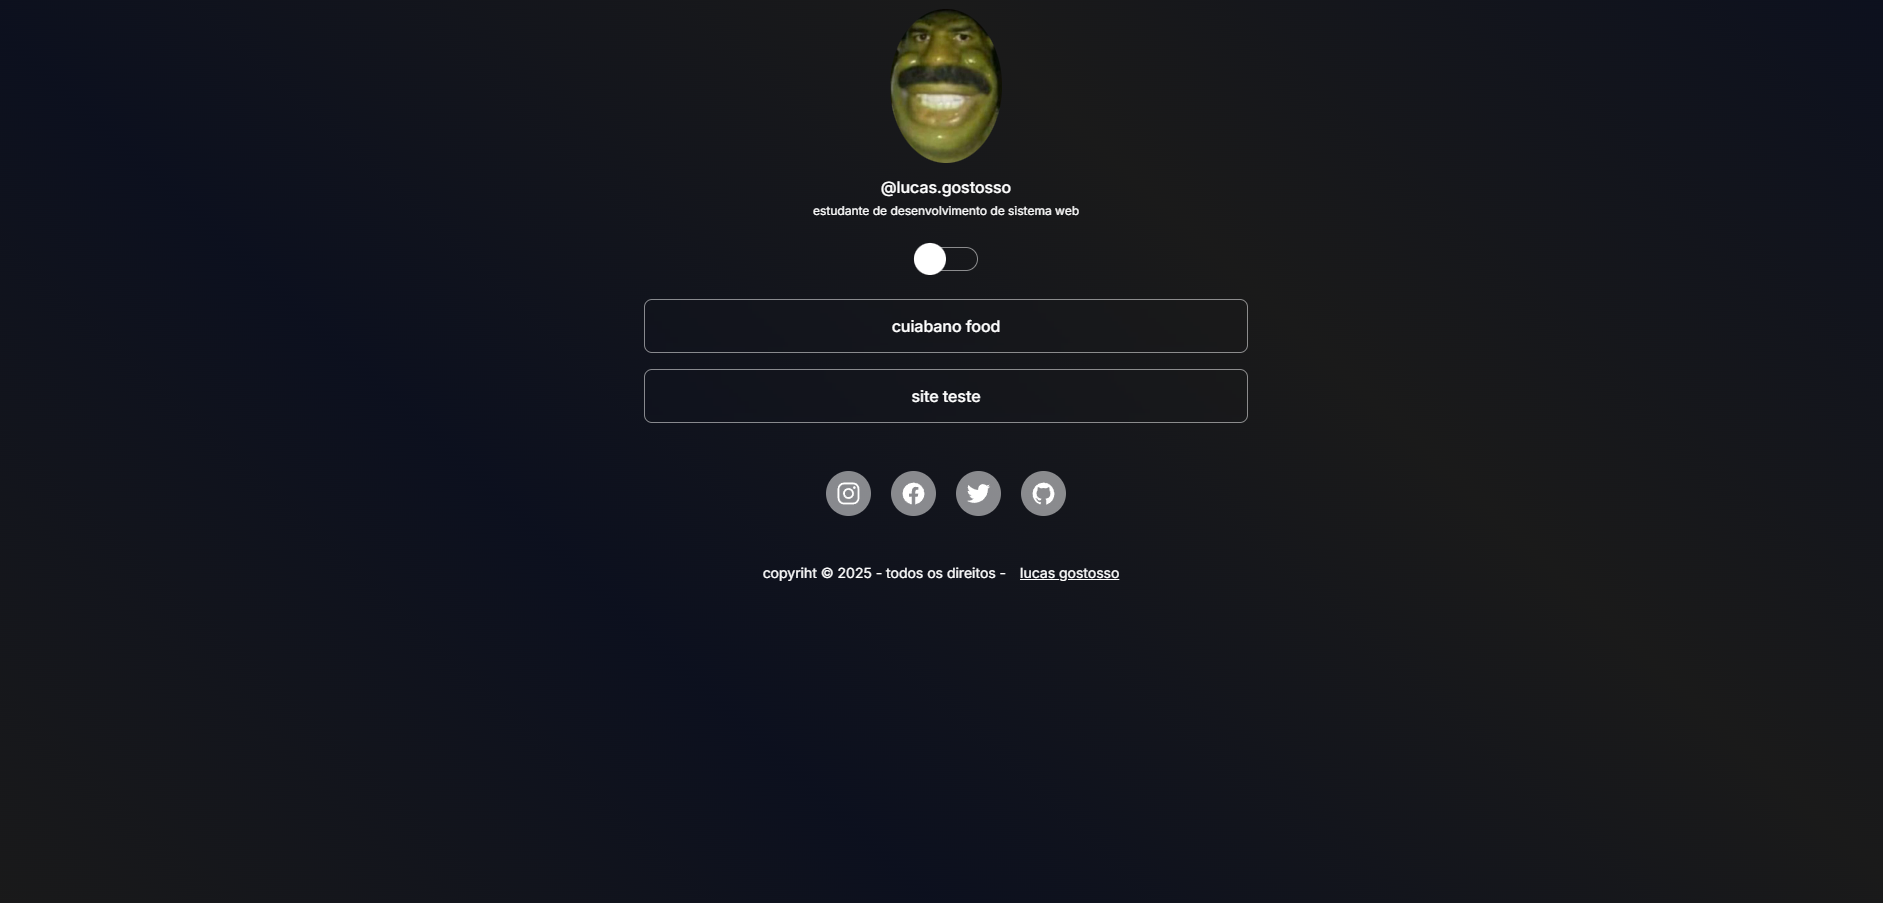 @lucas.gostosso
estudante de desenvolvimento de sistema web
cuiabano food
site teste
copyriht © 2025 - todos os direitos - lucas gostosso